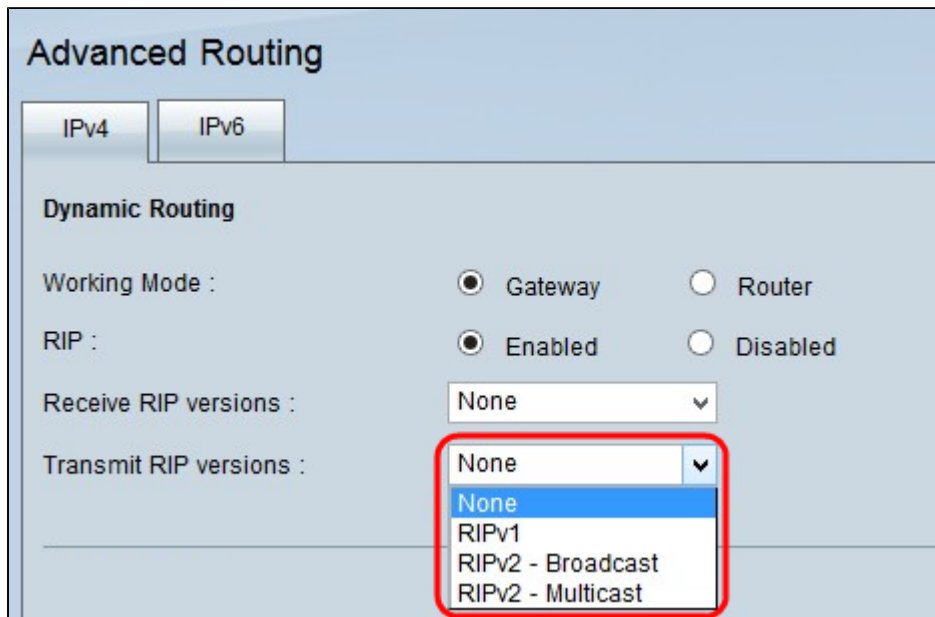 Advanced Routing
IPv4 IPv6
Dynamic Routing
Working Mode : Gateway Router
RIP : Enabled Disabled
Receive RIP versions : None
Transmit RIP versions : None
None
RIPv1
RIPv2 - Broadcast
RIPv2 - Multicast